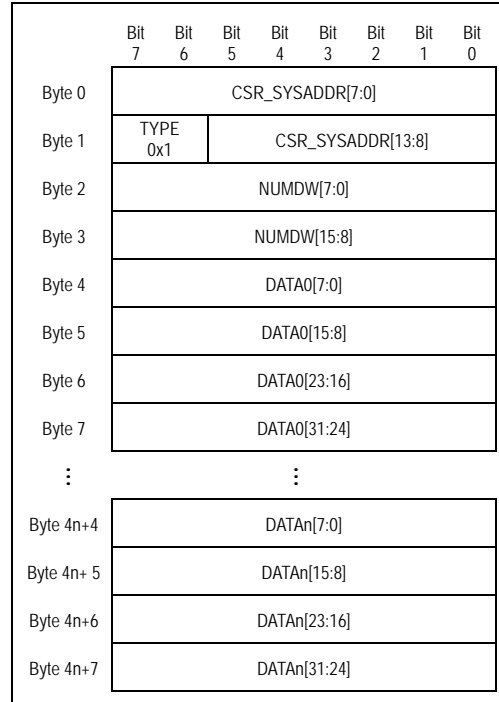 Bit Bit Bit Bit Bit Bit Bit Bit
7 6 5 4 3 2 1 0
Byte 0 CSR_SYSADDR[7:0]
Byte 1 TYPE 0x1 CSR_SYSADDR[13:8]
Byte 2 NUMDW[7:0]
Byte 3 NUMDW[15:8]
Byte 4 DATA0[7:0]
Byte 5 DATA0[15:8]
Byte 6 DATA0[23:16]
Byte 7 DATA0[31:24]
⋮ ⋮
Byte 4n+4 DATAn[7:0]
Byte 4n+ 5 DATAn[15:8]
Byte 4n+6 DATAn[23:16]
Byte 4n+7 DATAn[31:24]